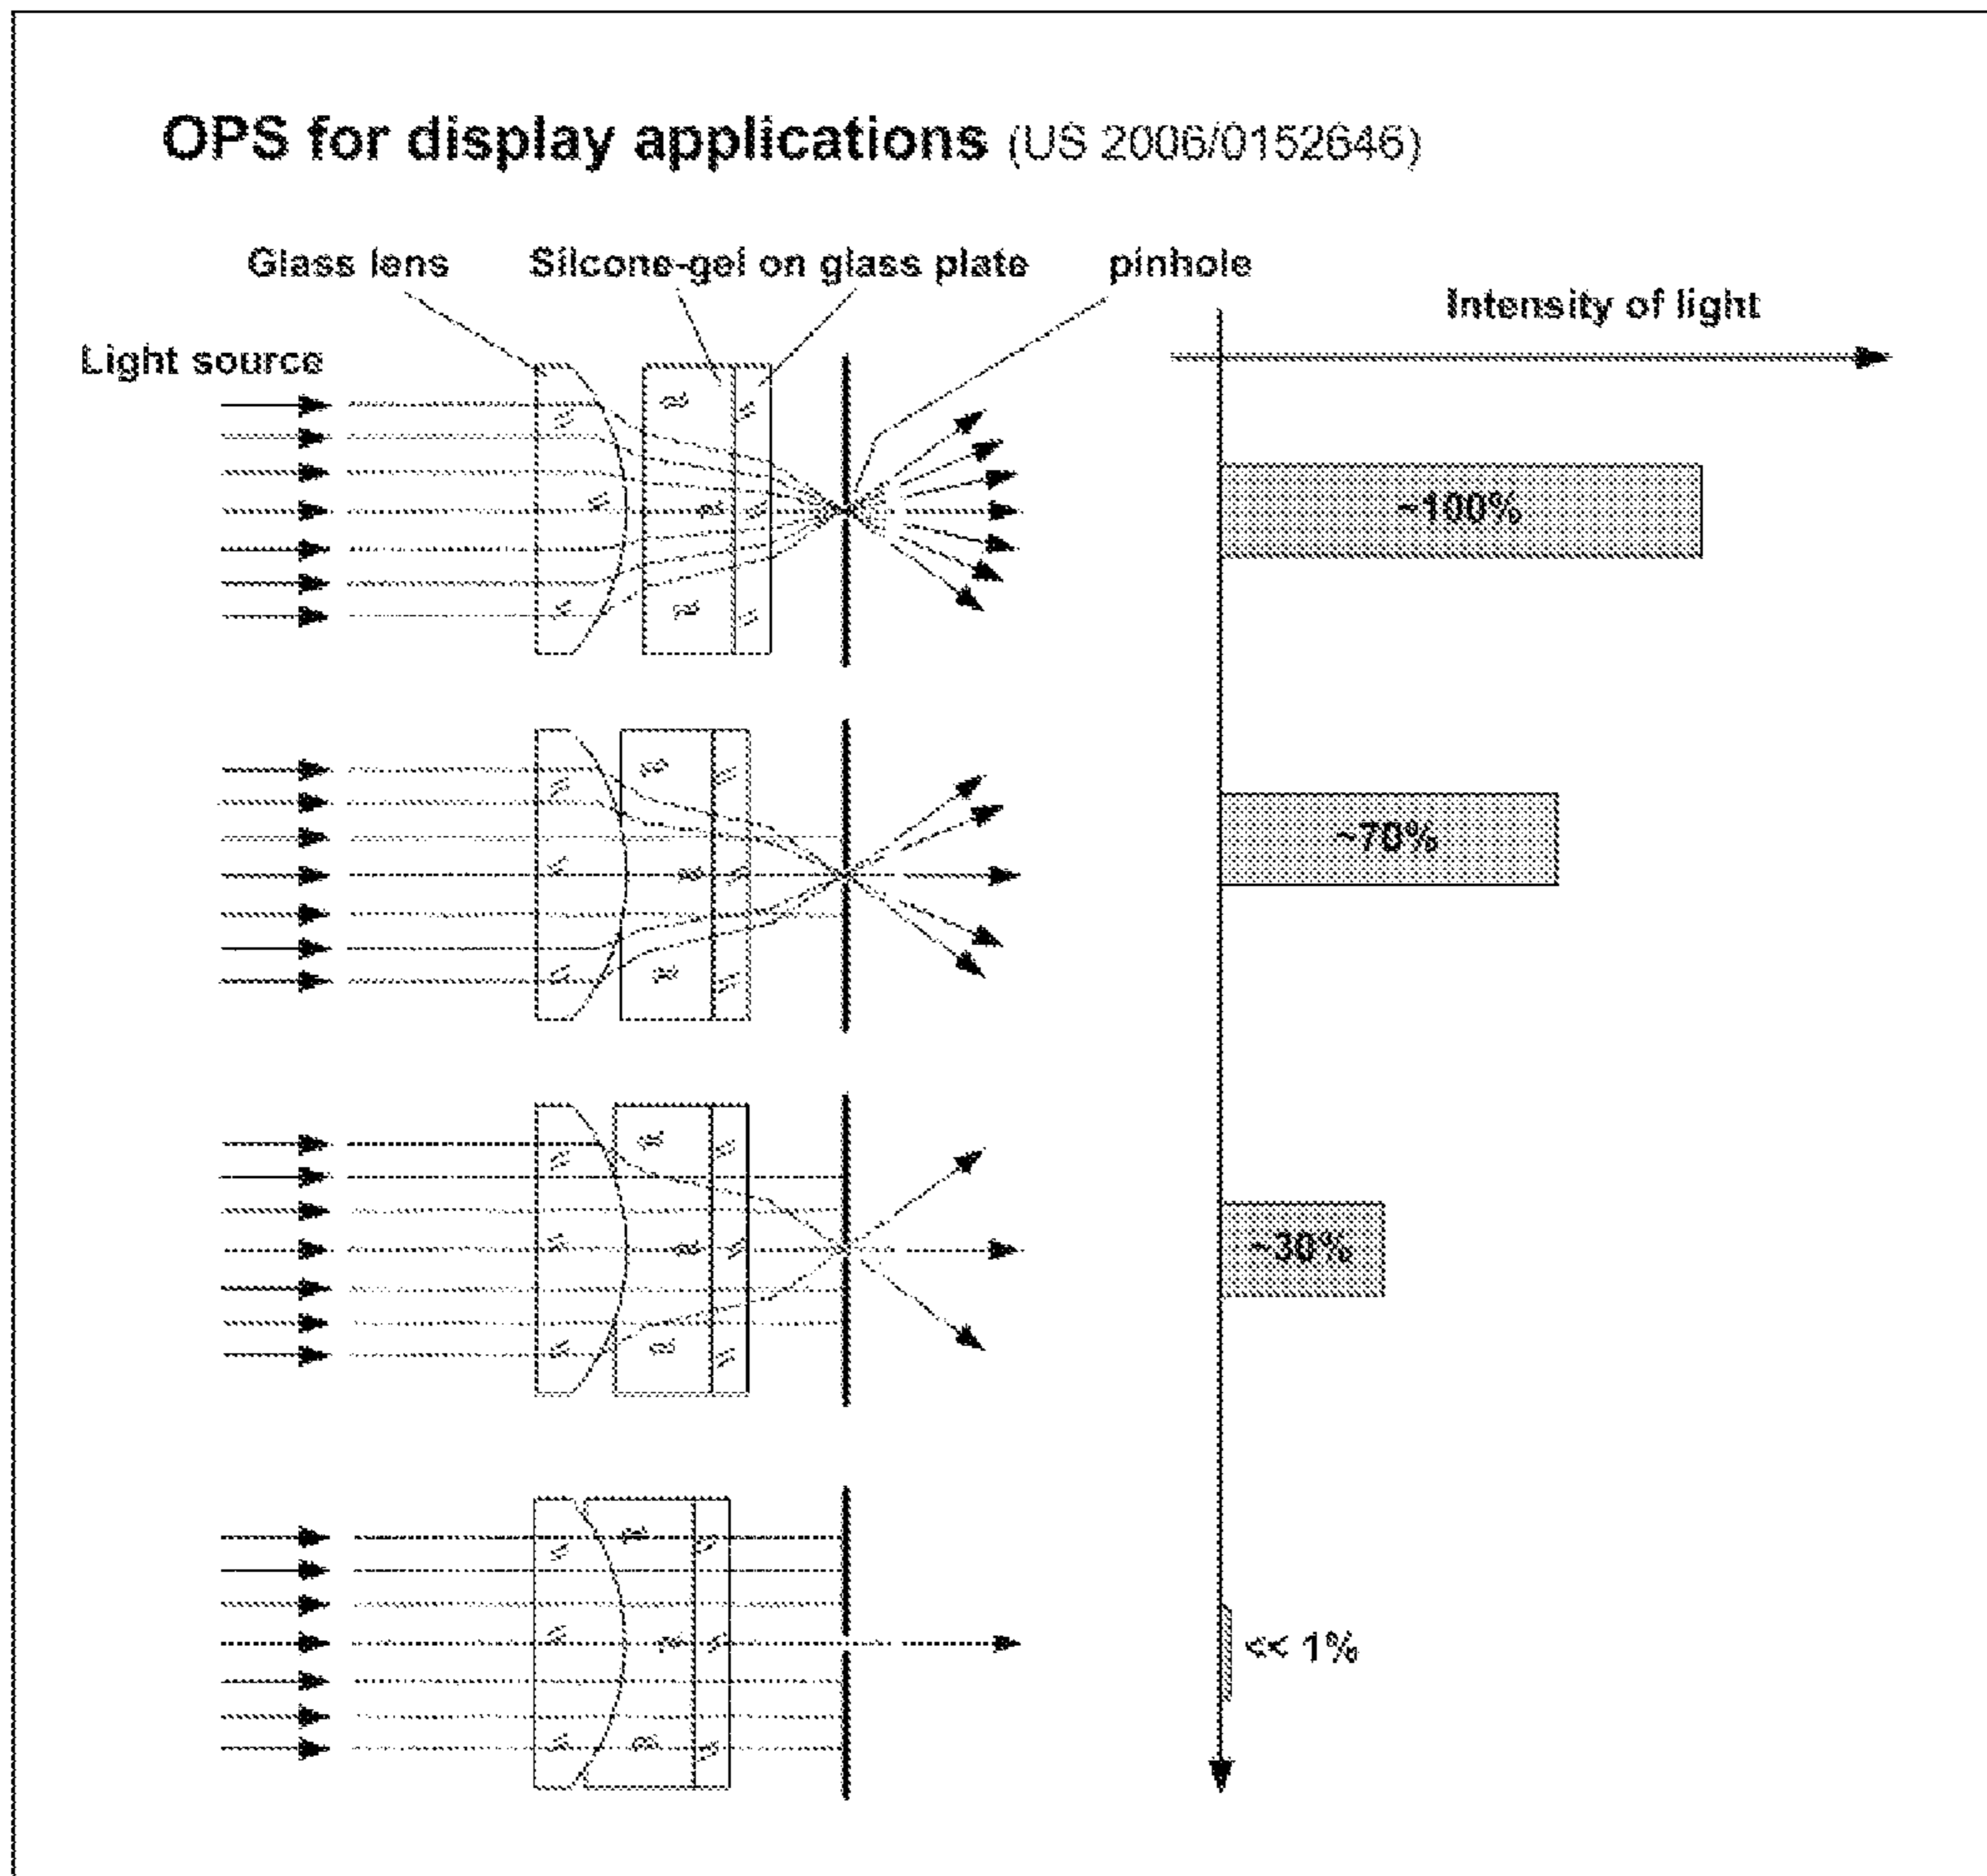 OPS for display applications (US 2006/0152646)
Glass lens
Silcone-gel on glass plate
pinhole
Intensity of light
Light source
~100%
~70%
~30%
<< 1%